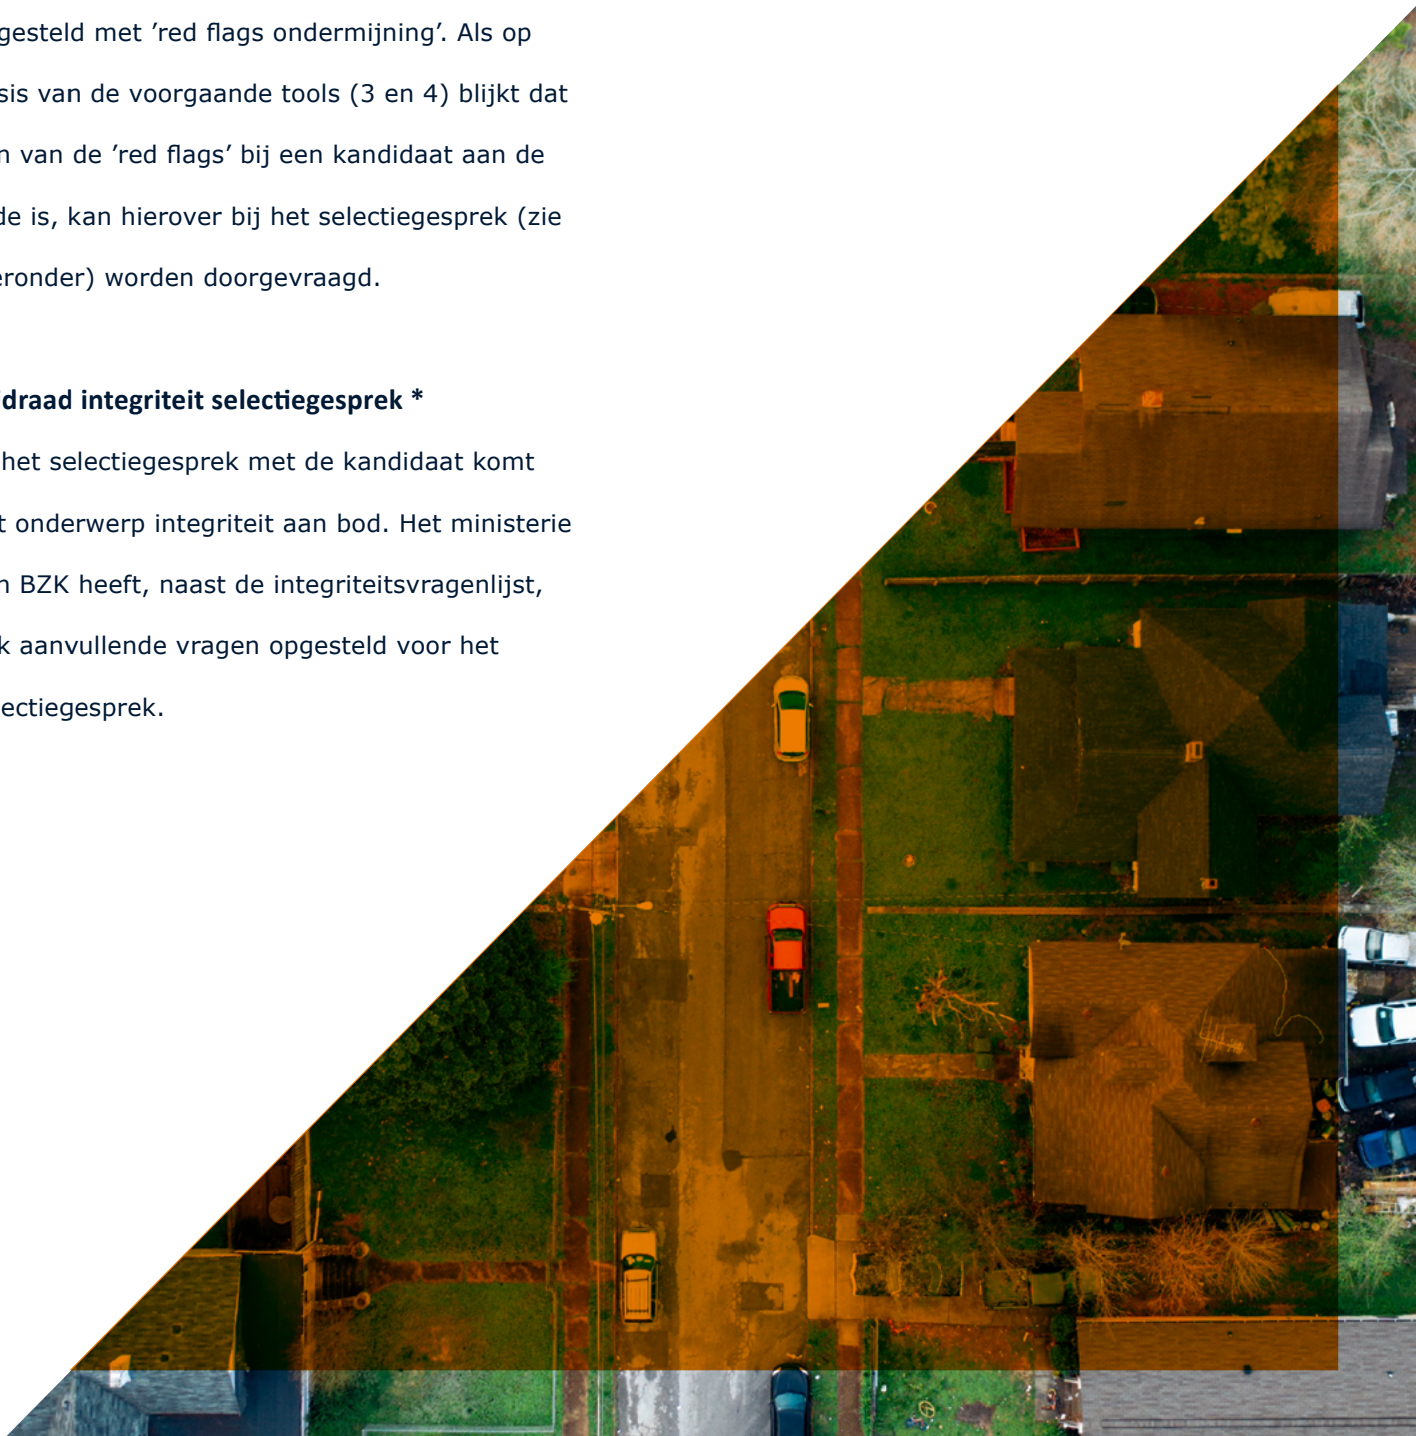 gesteld met ’red flags ondermijning’. Als op
sis van de voorgaande tools (3 en 4) blijkt dat
n van de ’red flags’ bij een kandidaat aan de
de is, kan hierover bij het selectiegesprek (zie
eronder) worden doorgevraagd.
idraad integriteit selectiegesprek *
het selectiegesprek met de kandidaat komt
t onderwerp integriteit aan bod. Het ministerie
n BZK heeft, naast de integriteitsvragenlijst,
k aanvullende vragen opgesteld voor het
lectiegesprek.